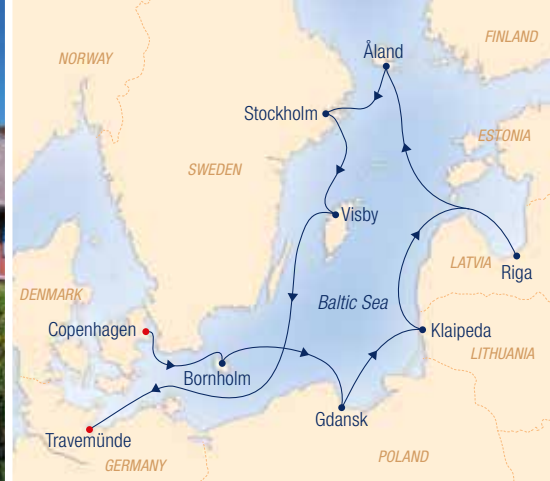 NORWAY
FINLAND
Åland
Stockholm
ESTONIA
SWEDEN
Visby
LATVIA
Riga
DENMARK
Baltic Sea
Copenhagen
Klaipeda
LITHUANIA
Bornholm
Gdansk
Travemünde
GERMANY
POLAND